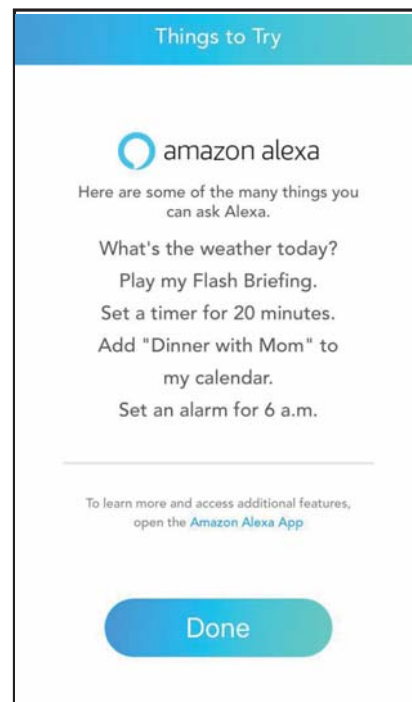 Things to Try
amazon alexa
Here are some of the many things you
can ask Alexa.
What's the weather today?
Play my Flash Briefing.
Set a timer for 20 minutes.
Add "Dinner with Mom" to
my calendar.
Set an alarm for 6 a.m.
To learn more and access additional features,
open the Amazon Alexa App
Done